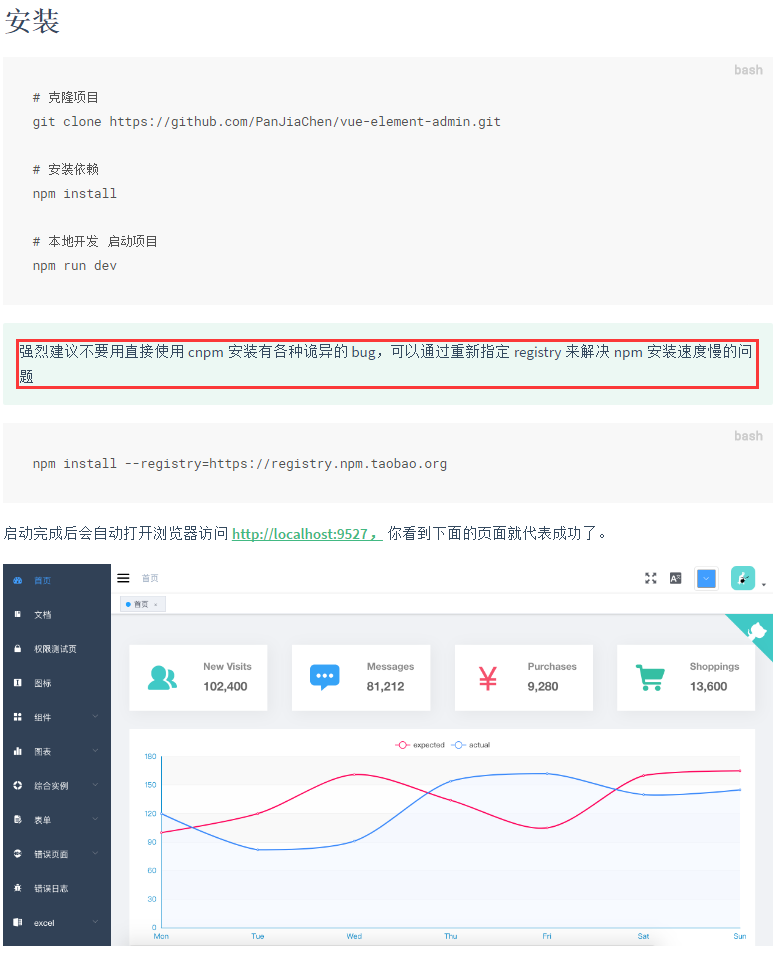 安装
bash
# 克隆项目
git clone https://github.com/PanJiaChen/vue-element-admin.git
# 安装依赖
npm install
# 本地开发 启动项目
npm run dev
强烈建议不要用直接使用 cnpm 安装有各种诡异的 bug，可以通过重新指定 registry 来解决 npm 安装速度慢的问
题
bash
npm install --registry=https://registry.npm.taobao.org
启动完成后会自动打开浏览器访问 http://localhost:9527， 你看到下面的页面就代表成功了。
首页
文档
权限测试页
图标
组件
图表
综合实例
表单
错误页面
错误日志
excel
首页
首页 ×
New Visits
102,400
Messages
81,212
Purchases
9,280
Shoppings
13,600
expected actual
180
150
120
90
60
30
0
Mon Tue Wed Thu Fri Sat Sun